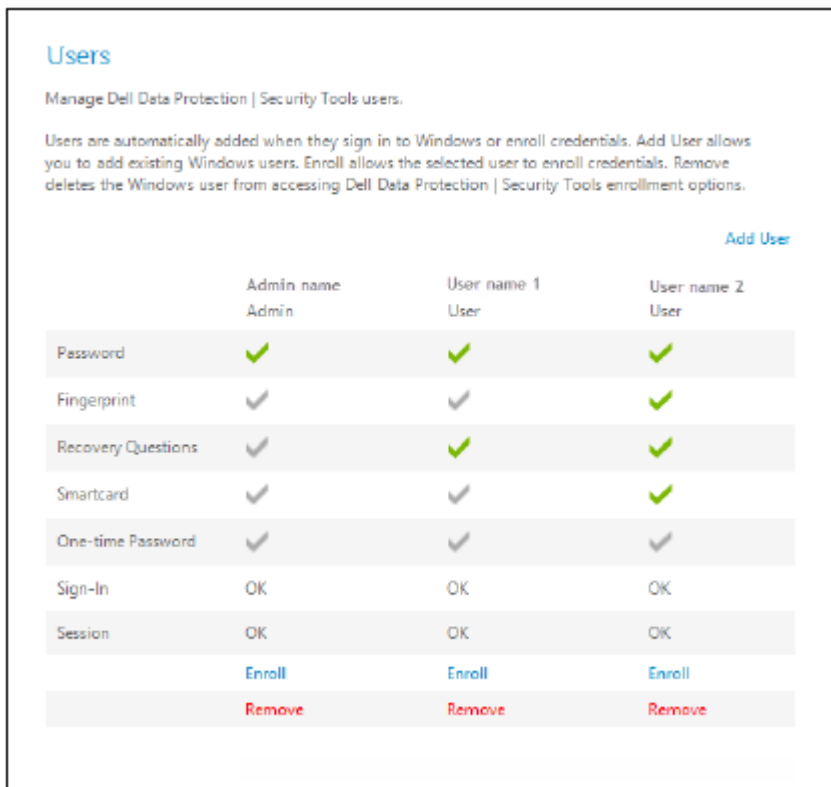 Users
Manage Dell Data Protection | Security Tools users.
Users are automatically added when they sign in to Windows or enroll credentials. Add User allows
you to add existing Windows users. Enroll allows the selected user to enroll credentials. Remove
deletes the Windows user from accessing Dell Data Protection | Security Tools enrollment options.
Add User
Admin name User name 1 User name 2
Admin User User
Password
Fingerprint
Recovery Questions
Smartcard
One-time Password
Sign-In OK OK OK
Session OK OK OK
Enroll Enroll Enroll
Remove Remove Remove